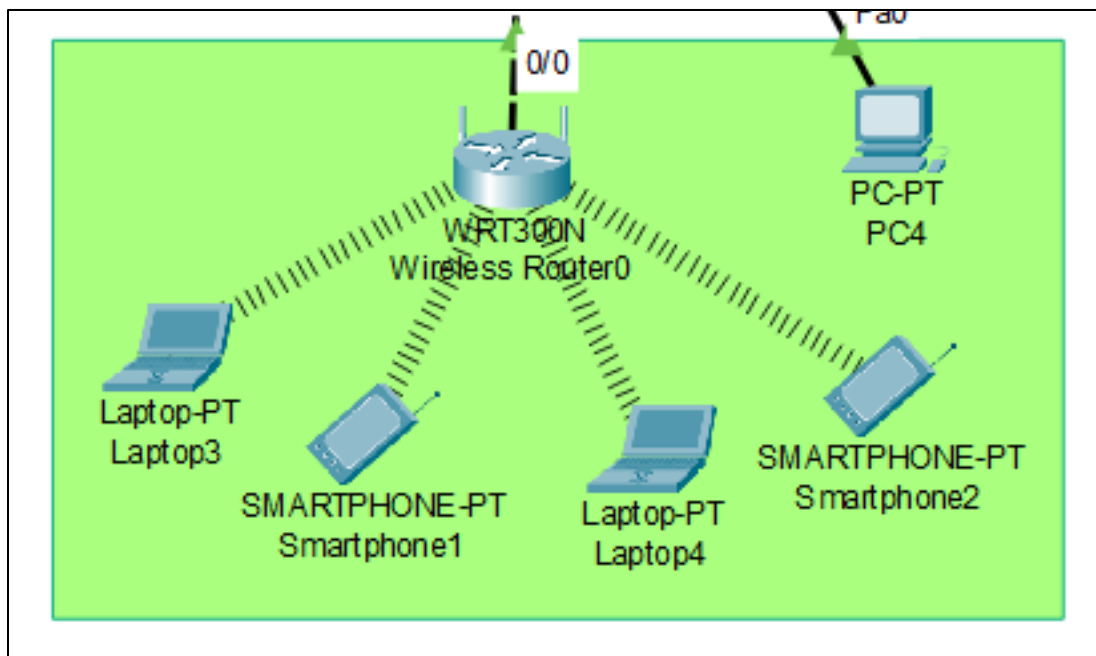 Fa0
0/0
PC-PT
PC4
WRT300N
Wireless Router0
Laptop-PT
Laptop3
SMARTPHONE-PT
Smartphone2
SMARTPHONE-PT
Smartphone1
Laptop-PT
Laptop4